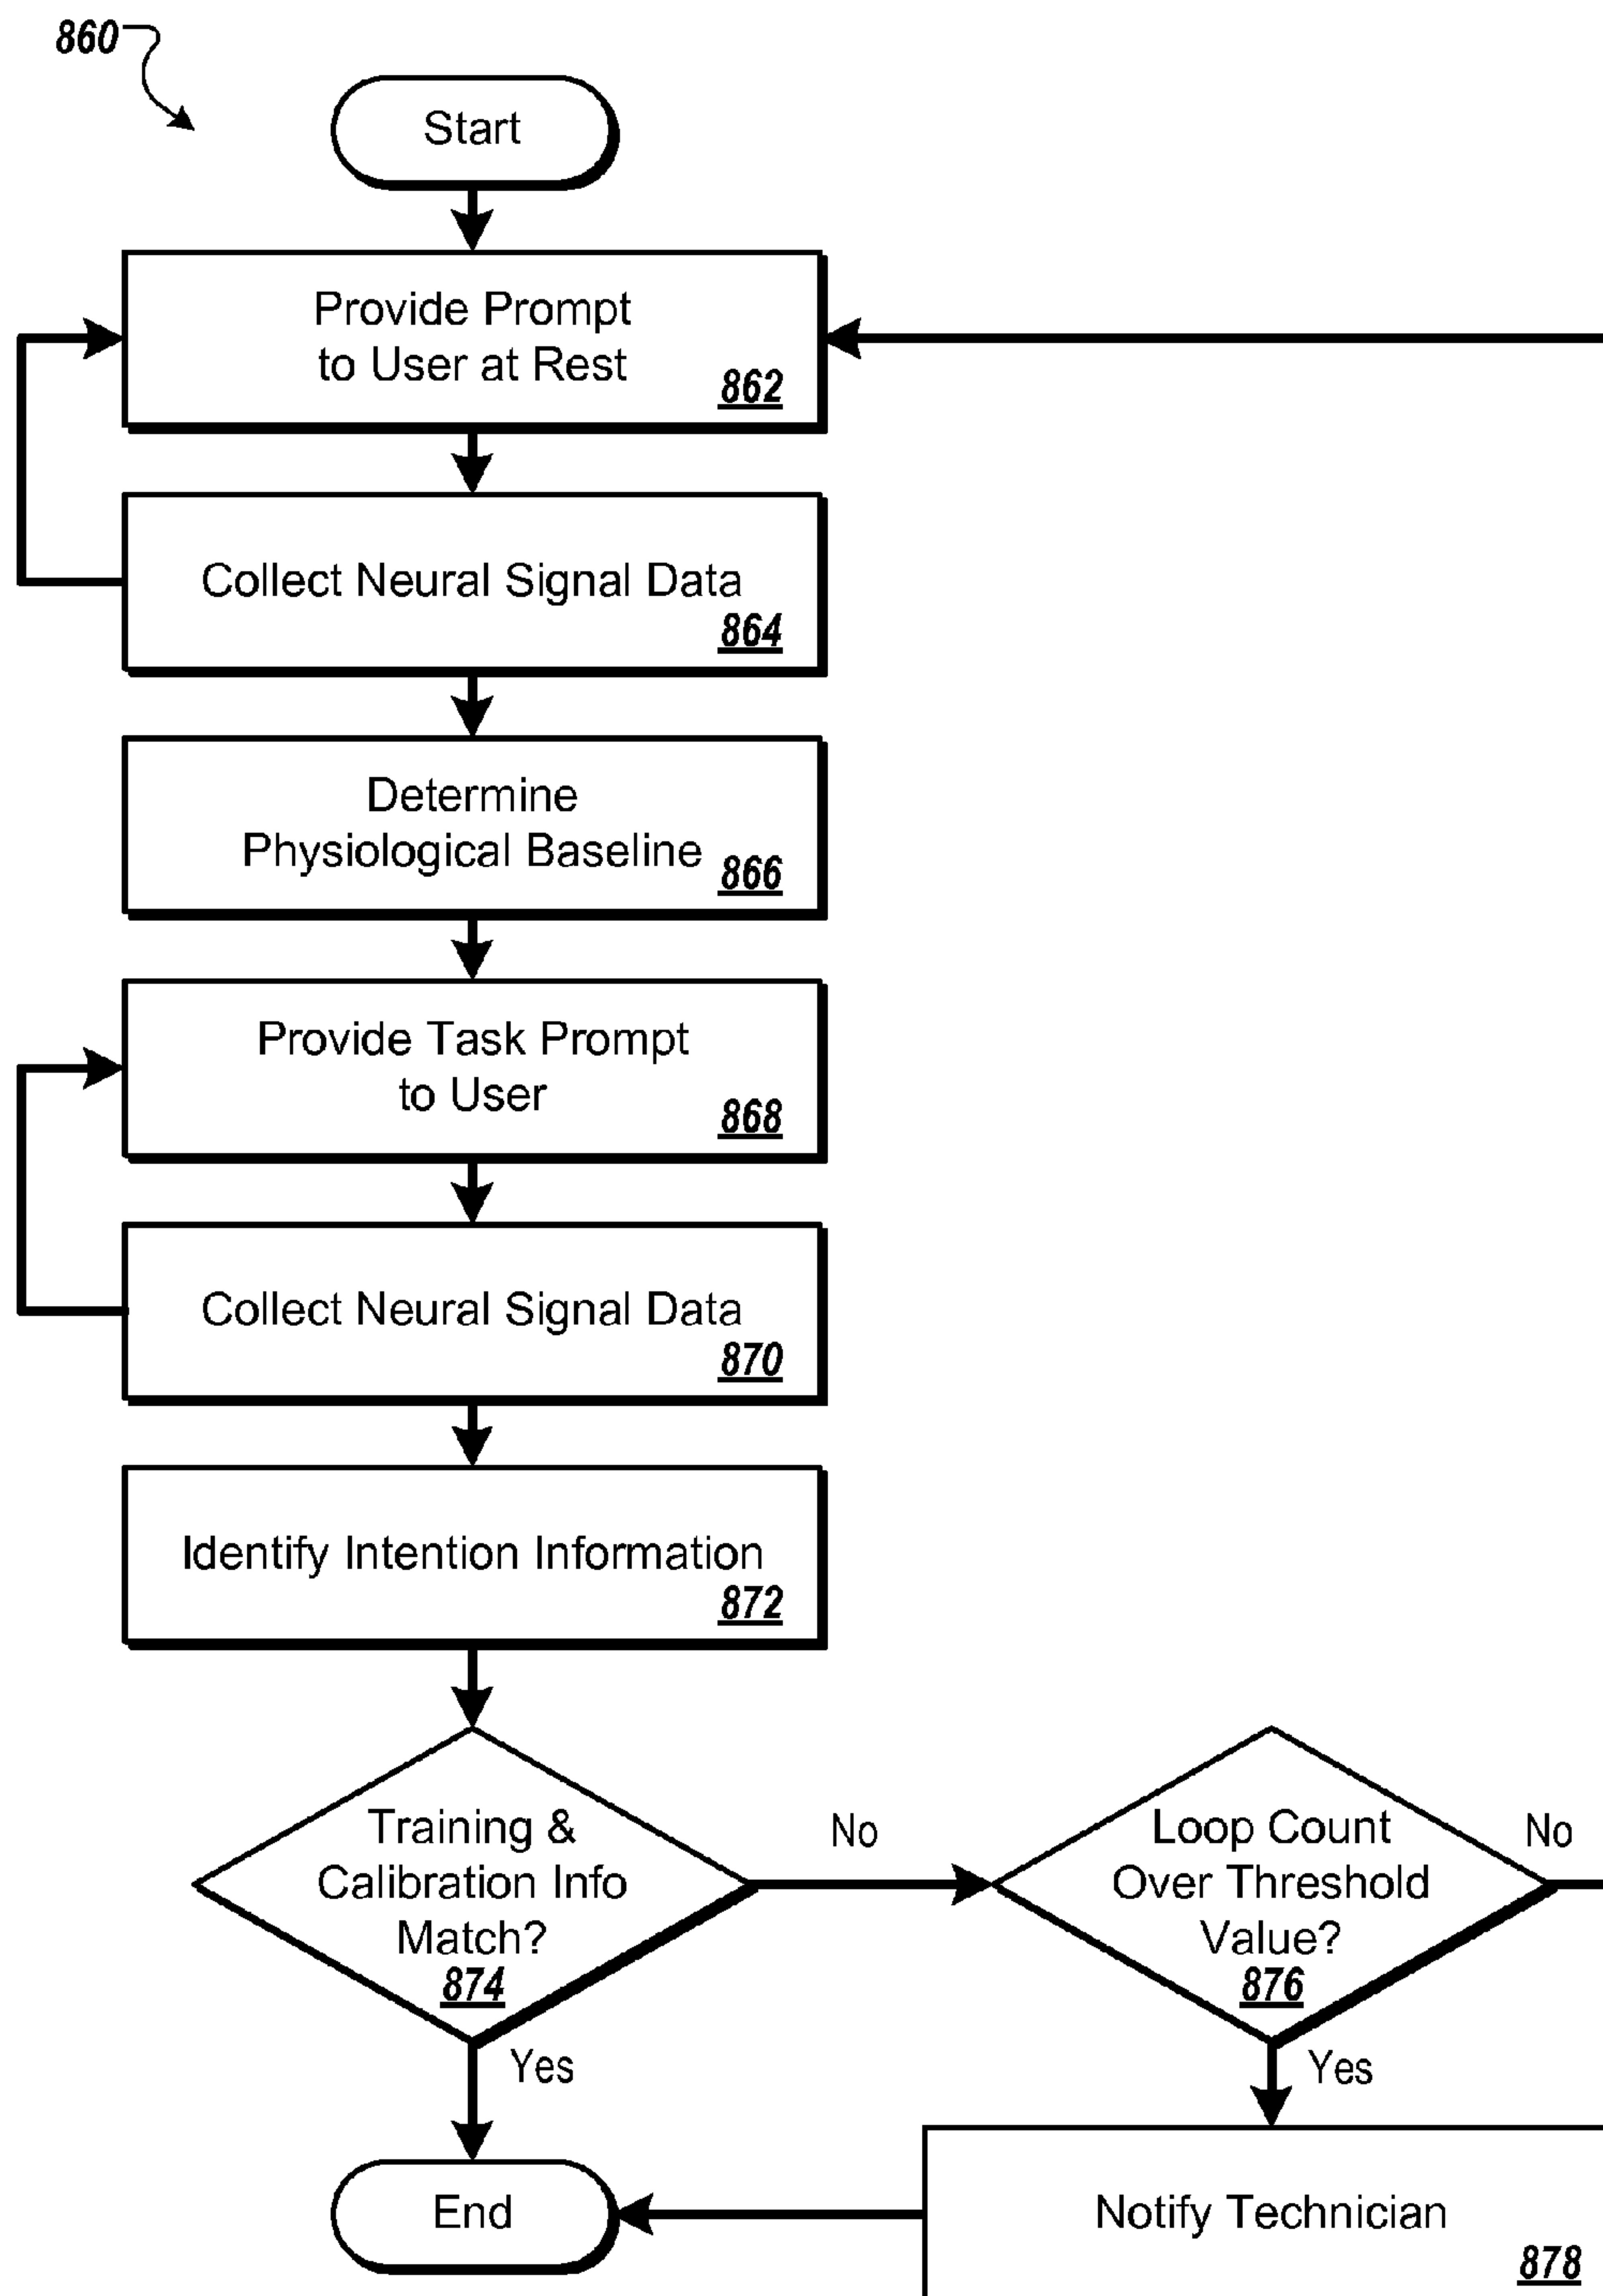 860
Start
Provide Prompt
to User at Rest
862
Collect Neural Signal Data
864
Determine
Physiological Baseline
866
Provide Task Prompt
to User
868
Collect Neural Signal Data
870
Identify Intention Information
872
Training &
Calibration Info
Match?
874
No
Loop Count
Over Threshold
Value?
876
No
Yes
Yes
End
Notify Technician
878